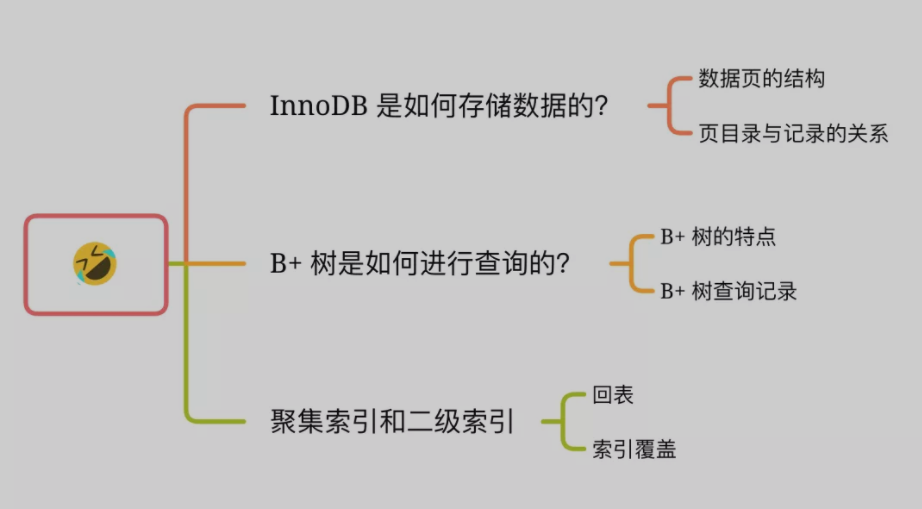 InnoDB 是如何存储数据的？
数据页的结构
页目录与记录的关系
B+ 树是如何进行查询的？
B+ 树的特点
B+ 树查询记录
聚集索引和二级索引
回表
索引覆盖